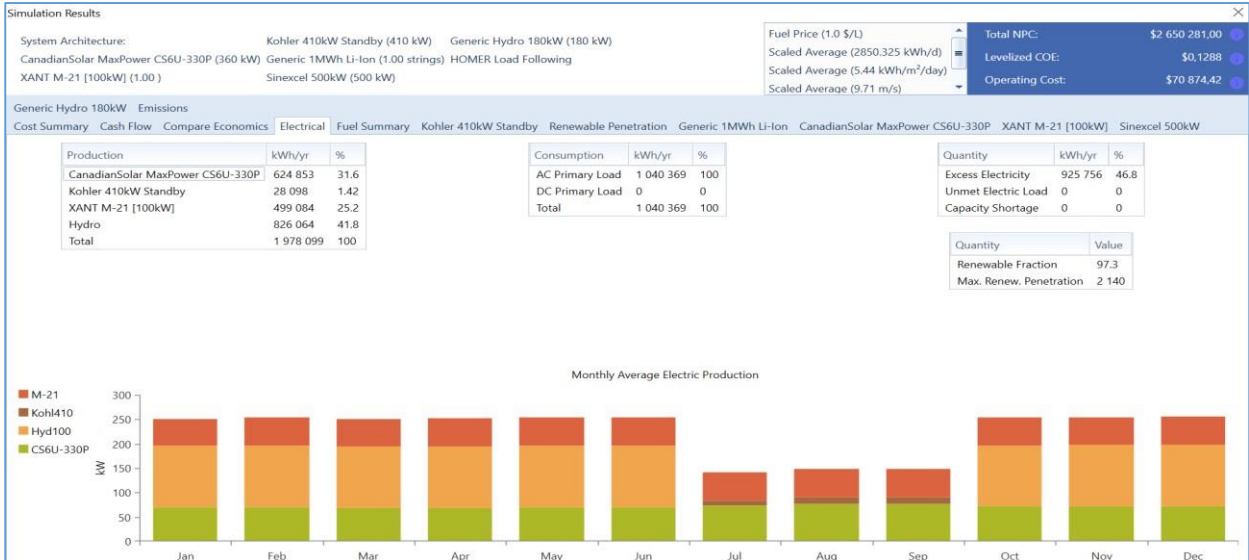 Simulation Results
System Architecture: Kohler 410kW Standby (410 kW) Generic Hydro 180kW (180 kW)
CanadianSolar MaxPower CS6U-330P (360 kW) Generic 1MWh Li-Ion (1.00 strings) HOMER Load Following
XANT M-21 [100kW] (1.00 ) Sinexcel 500kW (500 kW)
Fuel Price (1.0 $/L)
Scaled Average (2850.325 kWh/d)
Scaled Average (5.44 kWh/m²/day)
Scaled Average (9.71 m/s)
Total NPC: $2 650 281,00
Levelized COE: $0,1288
Operating Cost: $70 874,42
Generic Hydro 180kW Emissions
Cost Summary Cash Flow Compare Economics Electrical Fuel Summary Kohler 410kW Standby Renewable Penetration Generic 1MWh Li-Ion CanadianSolar MaxPower CS6U-330P XANT M-21 [100kW] Sinexcel 500kW
Production kWh/yr %
CanadianSolar MaxPower CS6U-330P 624 853 31.6
Kohler 410kW Standby 28 098 1.42
XANT M-21 [100kW] 499 084 25.2
Hydro 826 064 41.8
Total 1 978 099 100
Consumption kWh/yr %
AC Primary Load 1 040 369 100
DC Primary Load 0 0
Total 1 040 369 100
Quantity kWh/yr %
Excess Electricity 925 756 46.8
Unmet Electric Load 0 0
Capacity Shortage 0 0
Quantity Value
Renewable Fraction 97.3
Max. Renew. Penetration 2 140
Monthly Average Electric Production
M-21
Kohl410
Hyd100
CS6U-330P
kW
300
250
200
150
100
50
0
Jan Feb Mar Apr May Jun Jul Aug Sep Oct Nov Dec